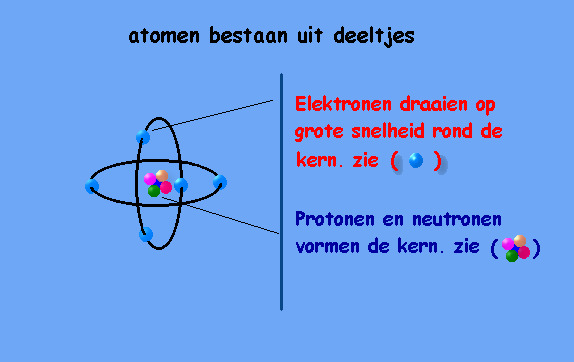 atomen bestaan uit deeltjes
Elektronen draaien op
grote snelheid rond de
kern. zie ( )
Protonen en neutronen
vormen de kern. zie ( )